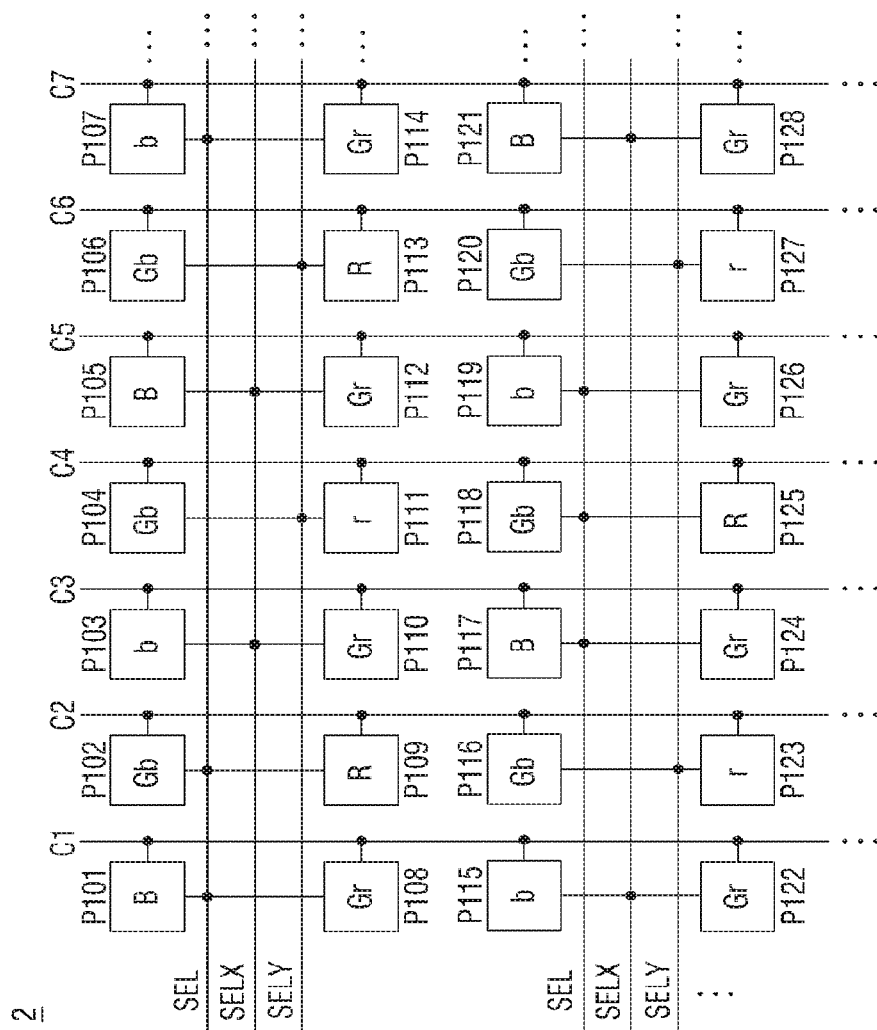 2
C1 C2 C3 C4 C5 C6 C7
P101 P102 P103 P104 P105 P106 P107
B Gb b Gb B Gb b ...
SEL ...
SELX ...
SELY ...
Gr R Gr r Gr R Gr ...
P108 P109 P110 P111 P112 P113 P114
P115 P116 P117 P118 P119 P120 P121
b Gb B Gb b Gb B ...
SEL ...
SELX ...
SELY ...
Gr r Gr R Gr r Gr ...
P122 P123 P124 P125 P126 P127 P128
... ... ... ... ... ... ... ...